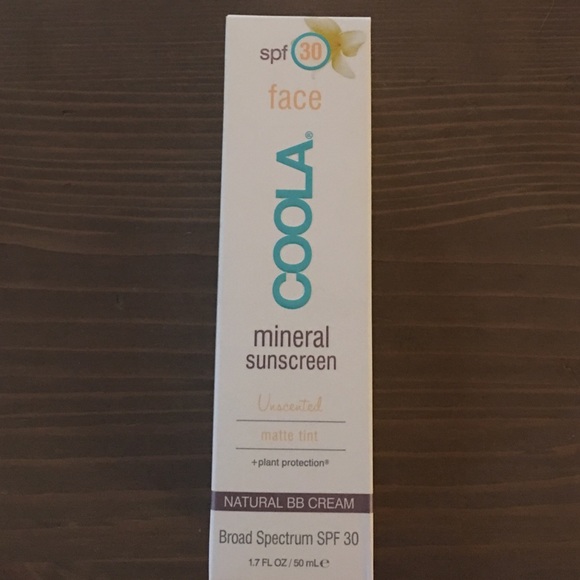 spf 30
face
COOLA®
mineral
sunscreen
Unscented
matte tint
+plant protection®
NATURAL BB CREAM
Broad Spectrum SPF 30
1.7 FL OZ / 50 mL ℮